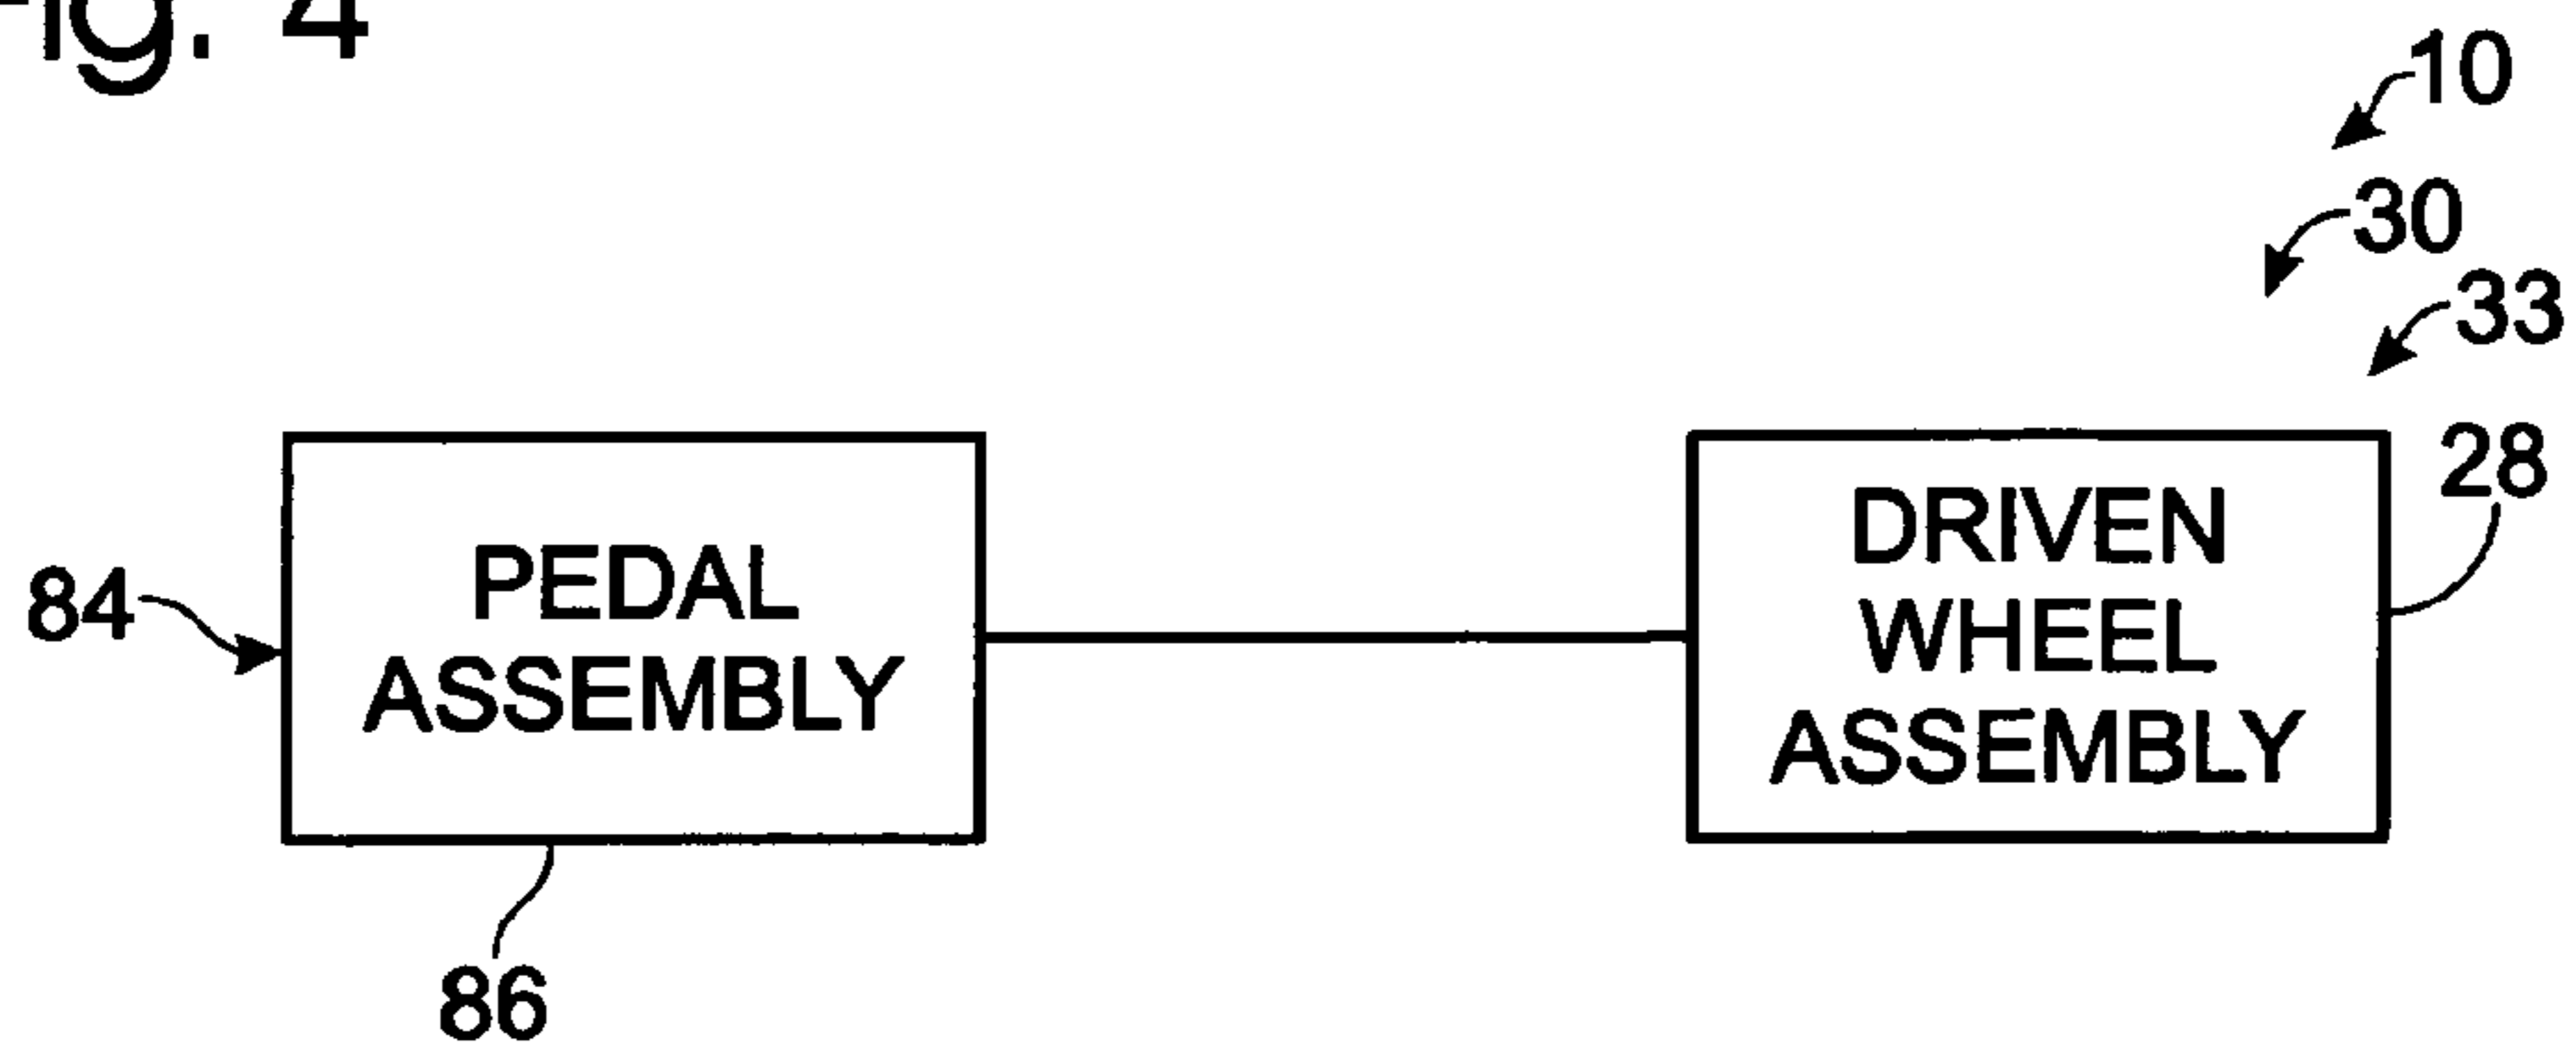 Fig. 4
10
30
33
28
PEDAL
ASSEMBLY
DRIVEN
WHEEL
ASSEMBLY
84
86